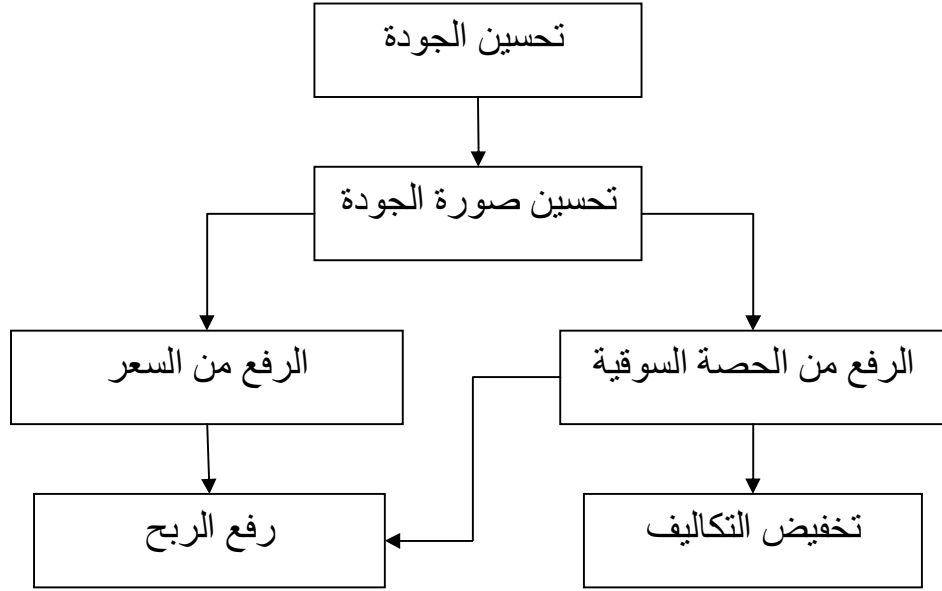 تحسين الجودة
تحسين صورة الجودة
الرفع من الحصة السوقية
الرفع من السعر
تخفيض التكاليف
رفع الربح